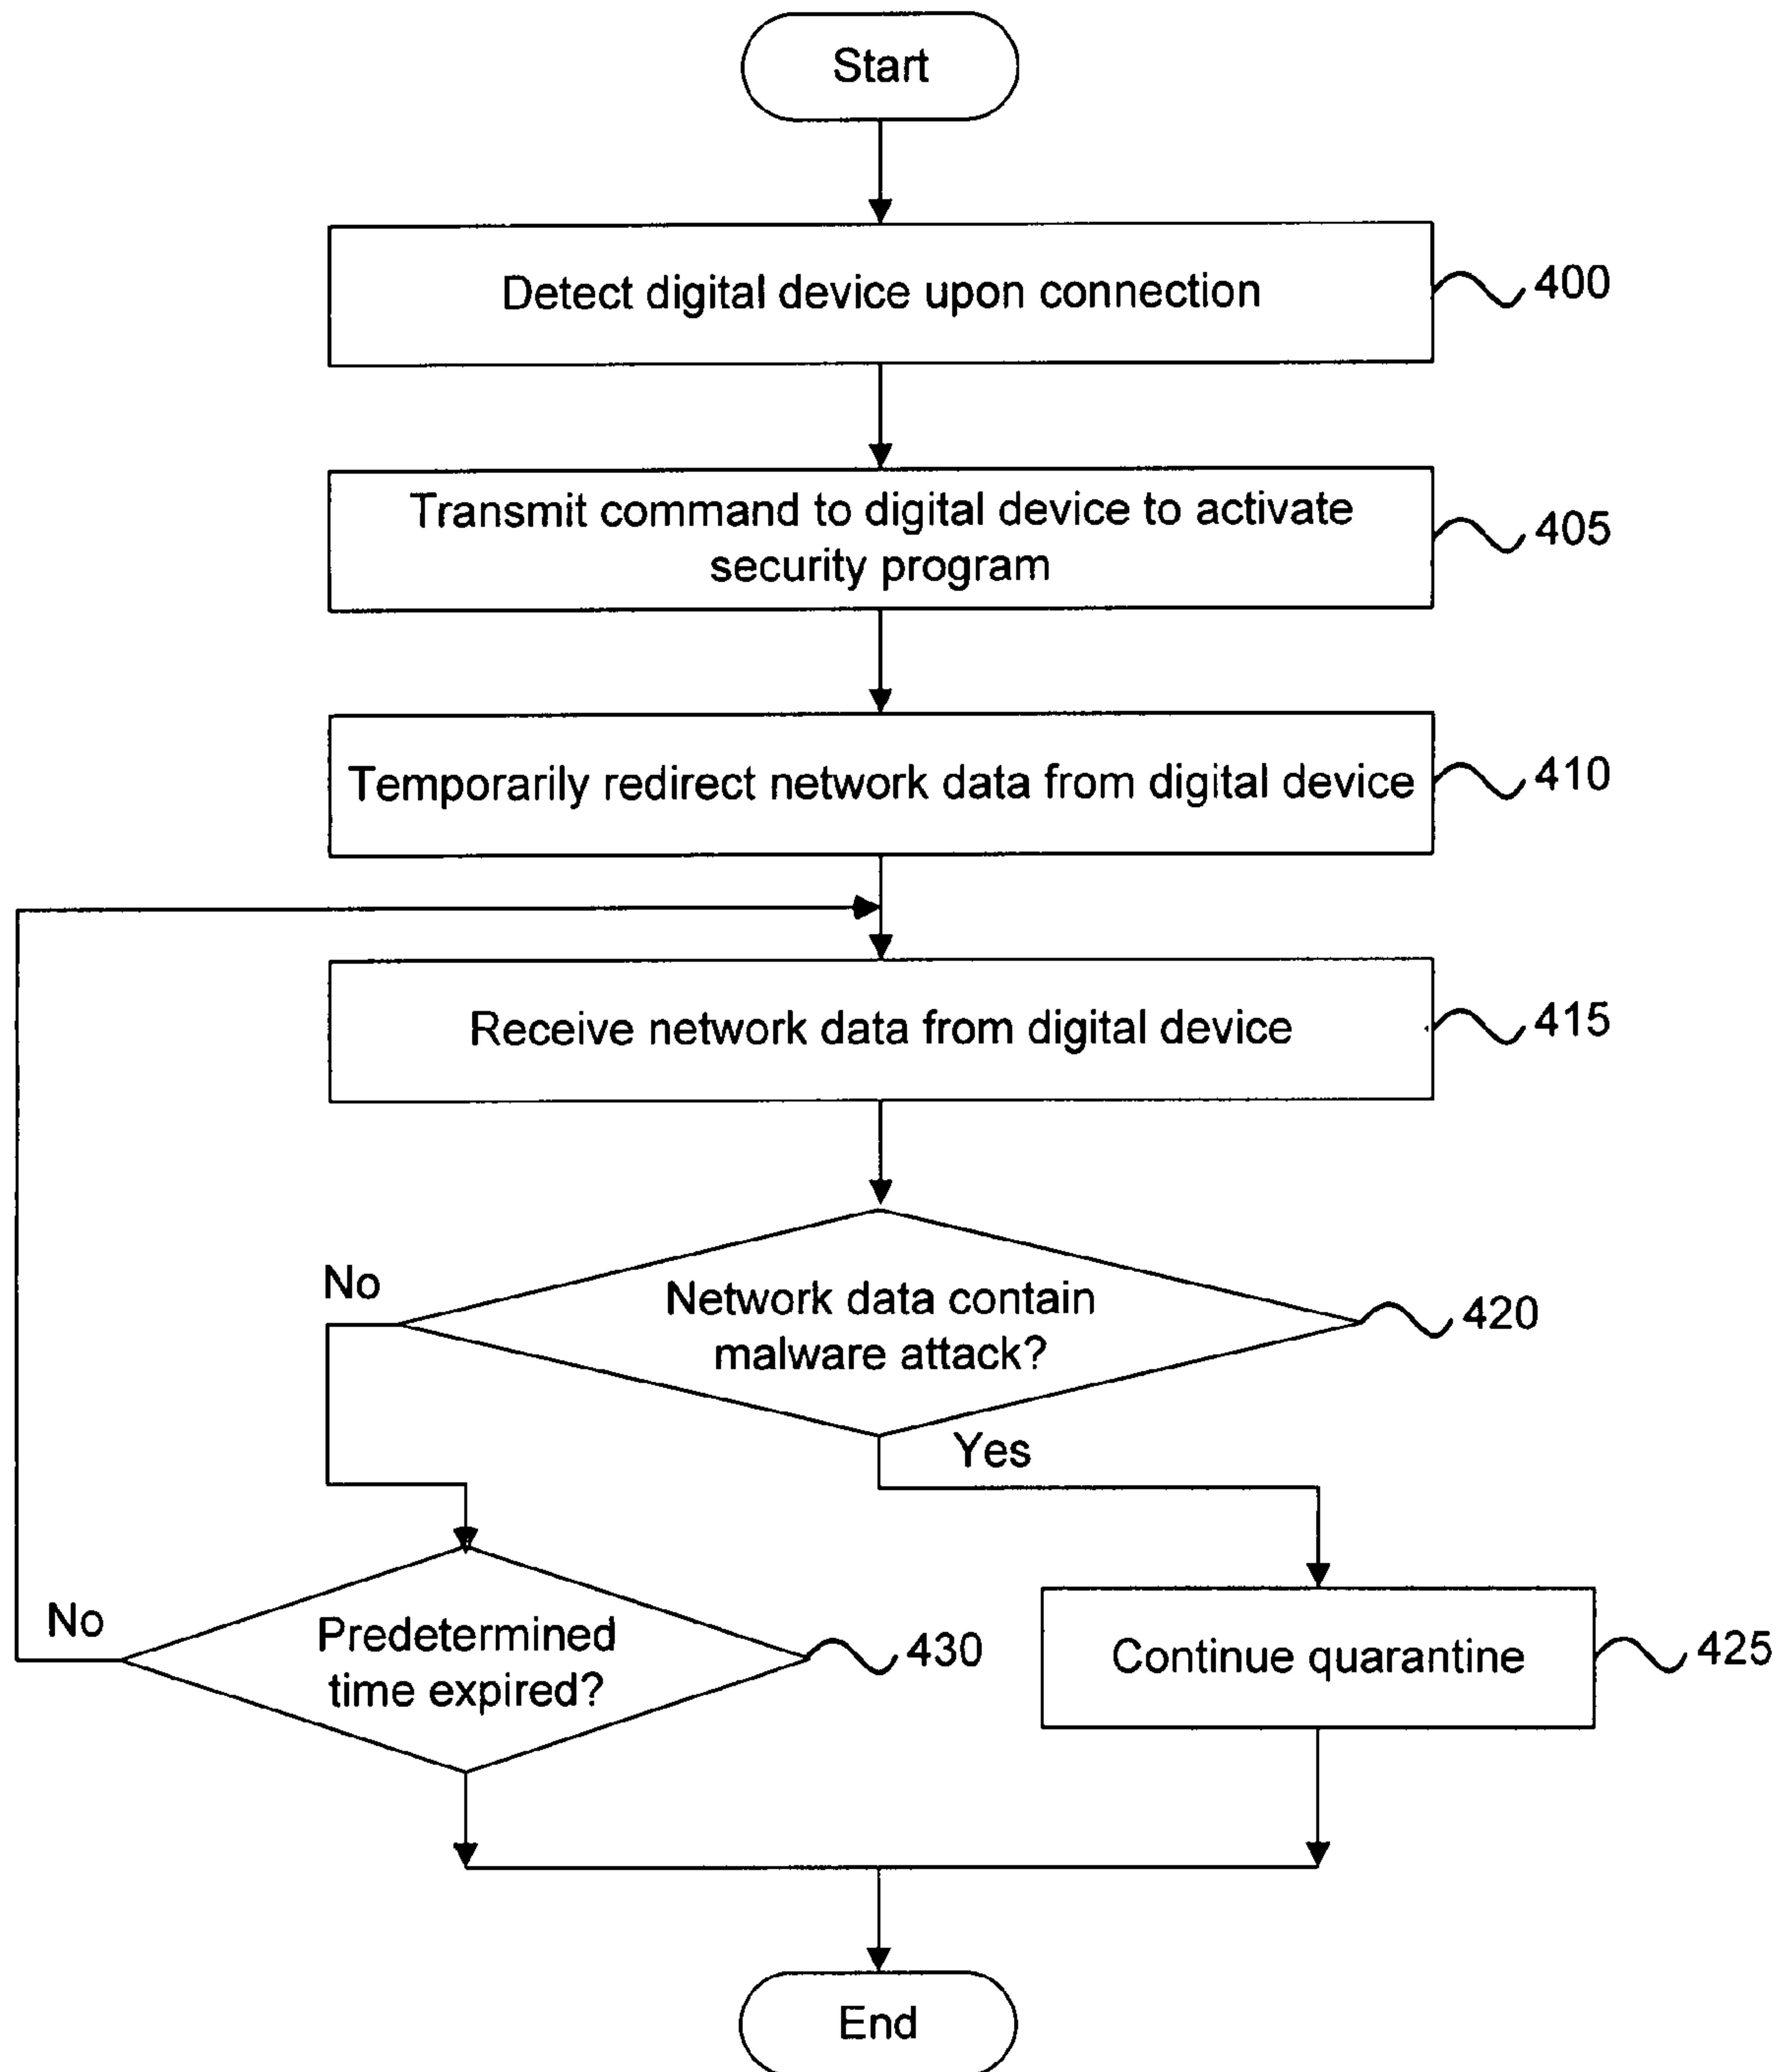 Start
Detect digital device upon connection
400
Transmit command to digital device to activate
security program
405
Temporarily redirect network data from digital device
410
Receive network data from digital device
415
No
Network data contain
malware attack?
420
Yes
No
Predetermined
time expired?
430
Continue quarantine
425
End